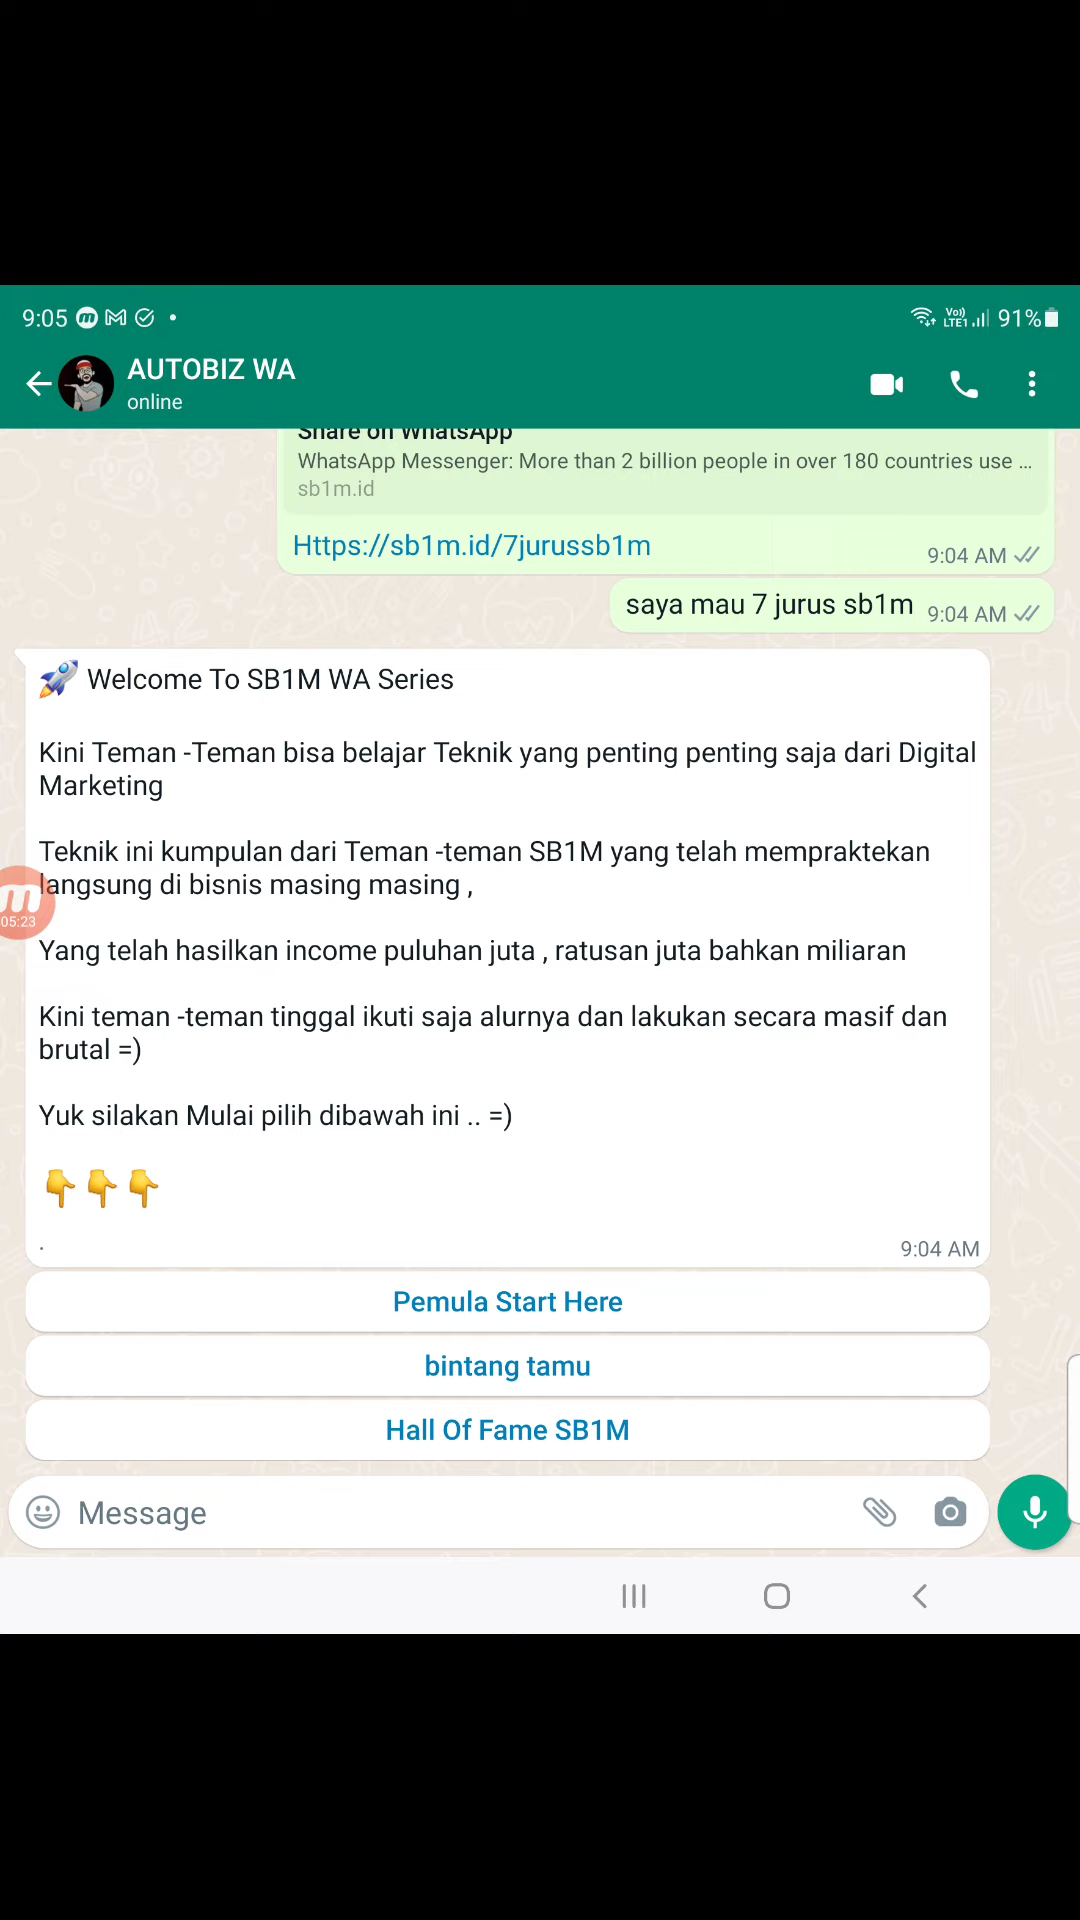 9:05
91%
AUTOBIZ WA
online
Share on WhatsApp
WhatsApp Messenger: More than 2 billion people in over 180 countries use ...
sb1m.id
Https://sb1m.id/7jurussb1m
9:04 AM
saya mau 7 jurus sb1m
9:04 AM
🚀 Welcome To SB1M WA Series
Kini Teman -Teman bisa belajar Teknik yang penting penting saja dari Digital
Marketing
Teknik ini kumpulan dari Teman -teman SB1M yang telah mempraktekan
langsung di bisnis masing masing ,
05:23
Yang telah hasilkan income puluhan juta , ratusan juta bahkan miliaran
Kini teman -teman tinggal ikuti saja alurnya dan lakukan secara masif dan
brutal =)
Yuk silakan Mulai pilih dibawah ini .. =)
👇👇👇
.
9:04 AM
Pemula Start Here
bintang tamu
Hall Of Fame SB1M
Message